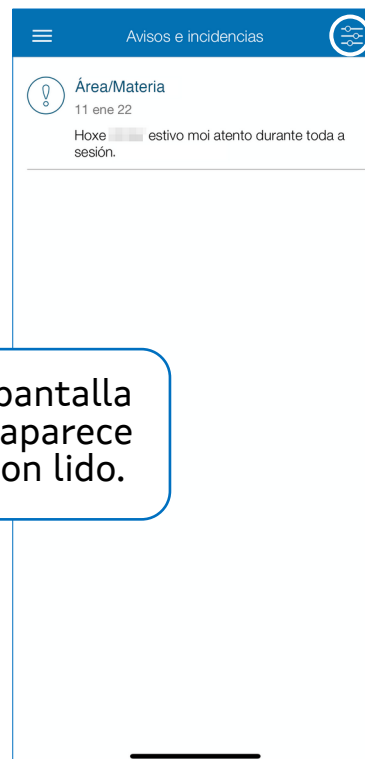 Avisos e incidencias
Área/Materia
11 ene 22
Hoxe estivo moi atento durante toda a
sesión.
pantalla
aparece
on lido.